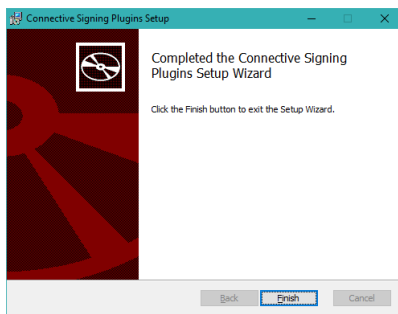 Connective Signing Plugins Setup
Completed the Connective Signing
Plugins Setup Wizard
Click the Finish button to exit the Setup Wizard.
Back
Finish
Cancel